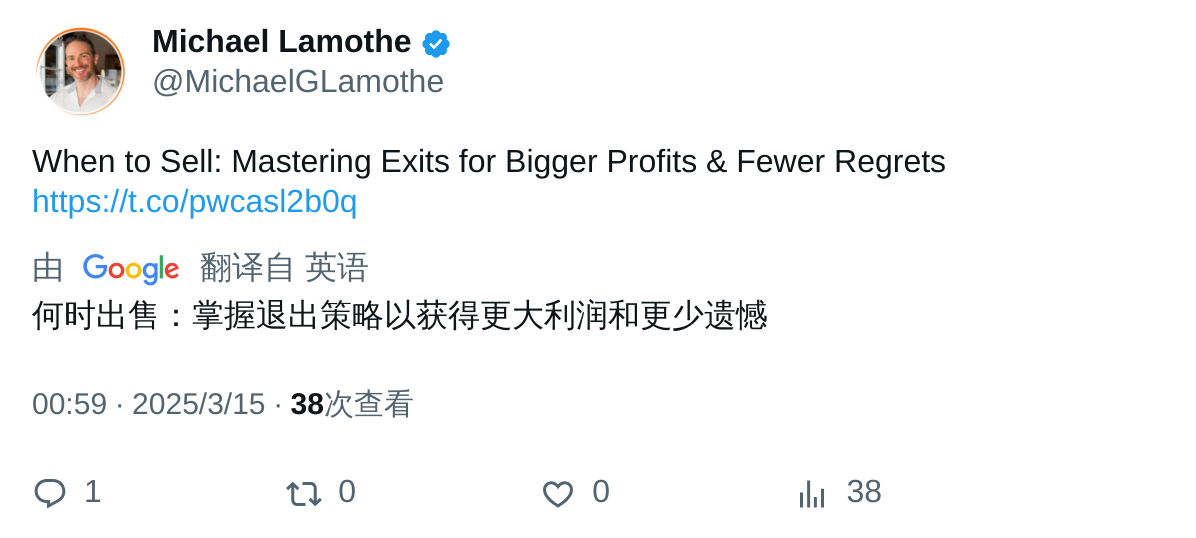 Michael Lamothe
@MichaelGLamothe
When to Sell: Mastering Exits for Bigger Profits & Fewer Regrets
https://t.co/pwcasl2b0q
由 Google 翻译自 英语
何时出售：掌握退出策略以获得更大利润和更少遗憾
00:59 · 2025/3/15 · 38次查看
1 0 0 38